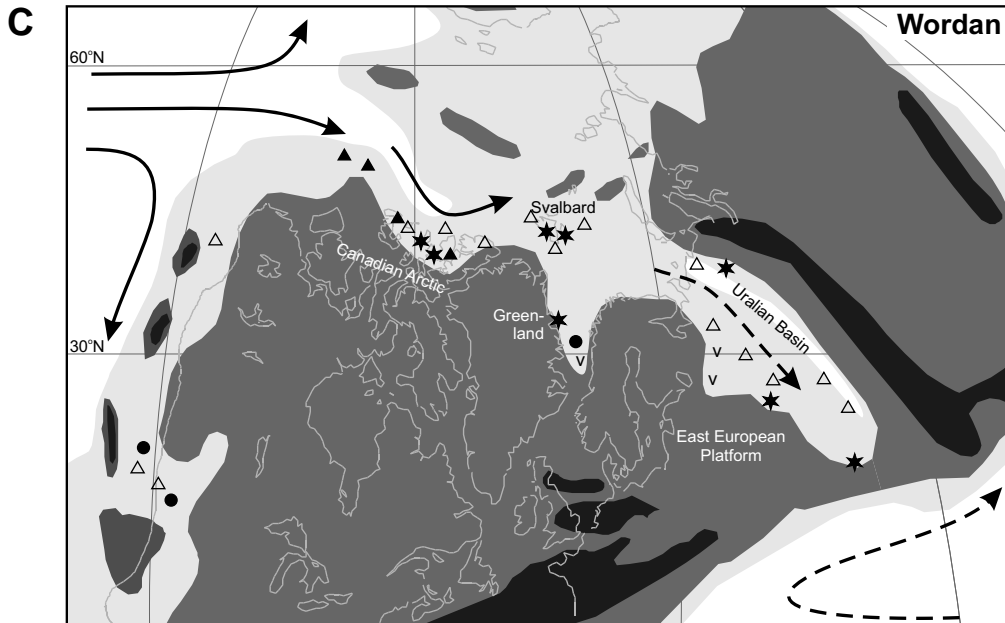 C
Wordan
60°N
Svalbard
Canadian Arctic
Green-
land
Uralian Basin
30°N
v
v
v
East European
Platform